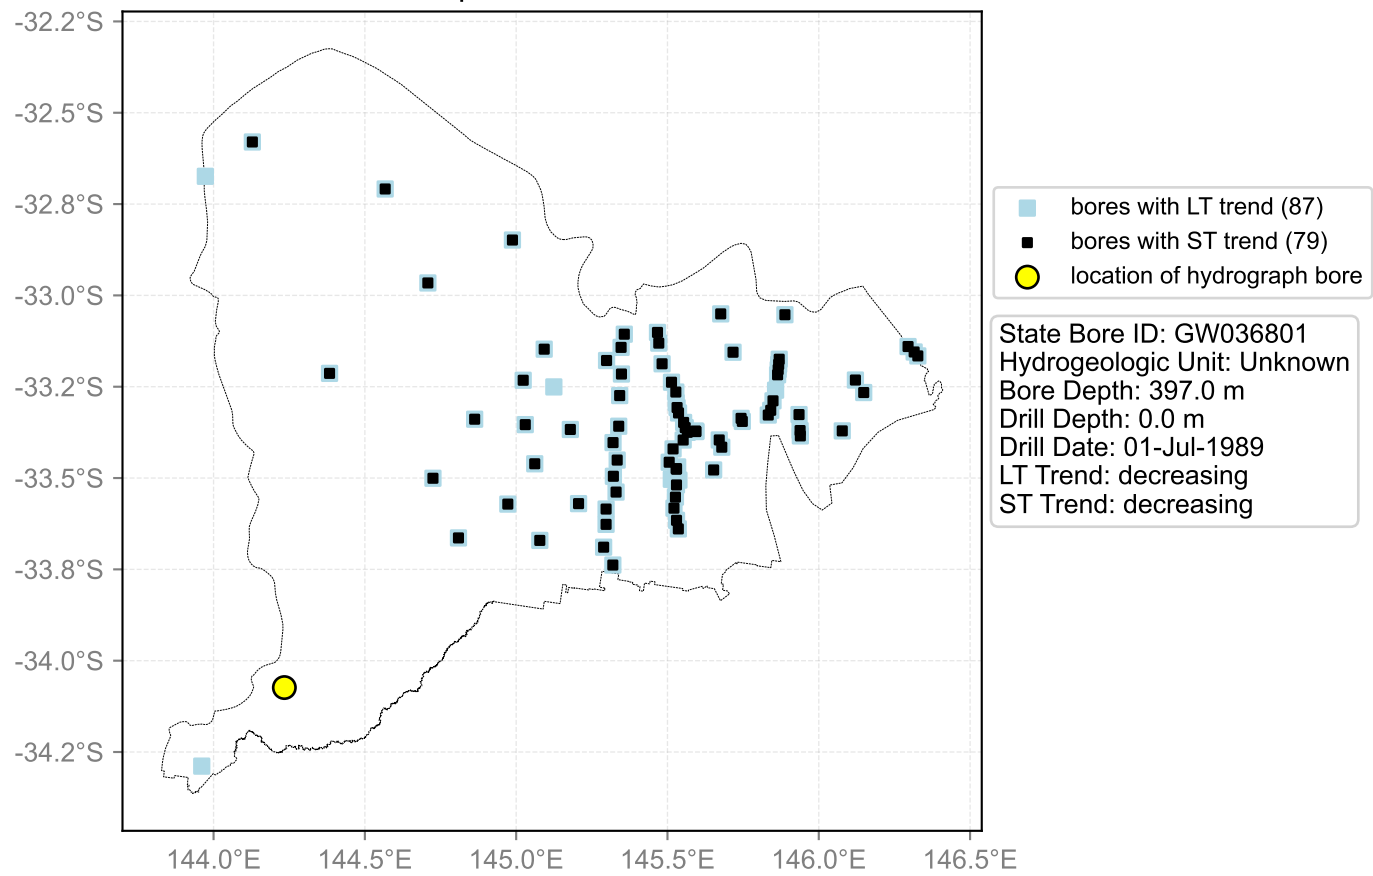 -32.2°S
-32.5°S
-32.8°S
-33.0°S
-33.2°S
-33.5°S
-33.8°S
-34.0°S
-34.2°S
144.0°E
144.5°E
145.0°E
145.5°E
146.0°E
146.5°E
bores with LT trend (87)
bores with ST trend (79)
location of hydrograph bore
State Bore ID: GW036801
Hydrogeologic Unit: Unknown
Bore Depth: 397.0 m
Drill Depth: 0.0 m
Drill Date: 01-Jul-1989
LT Trend: decreasing
ST Trend: decreasing